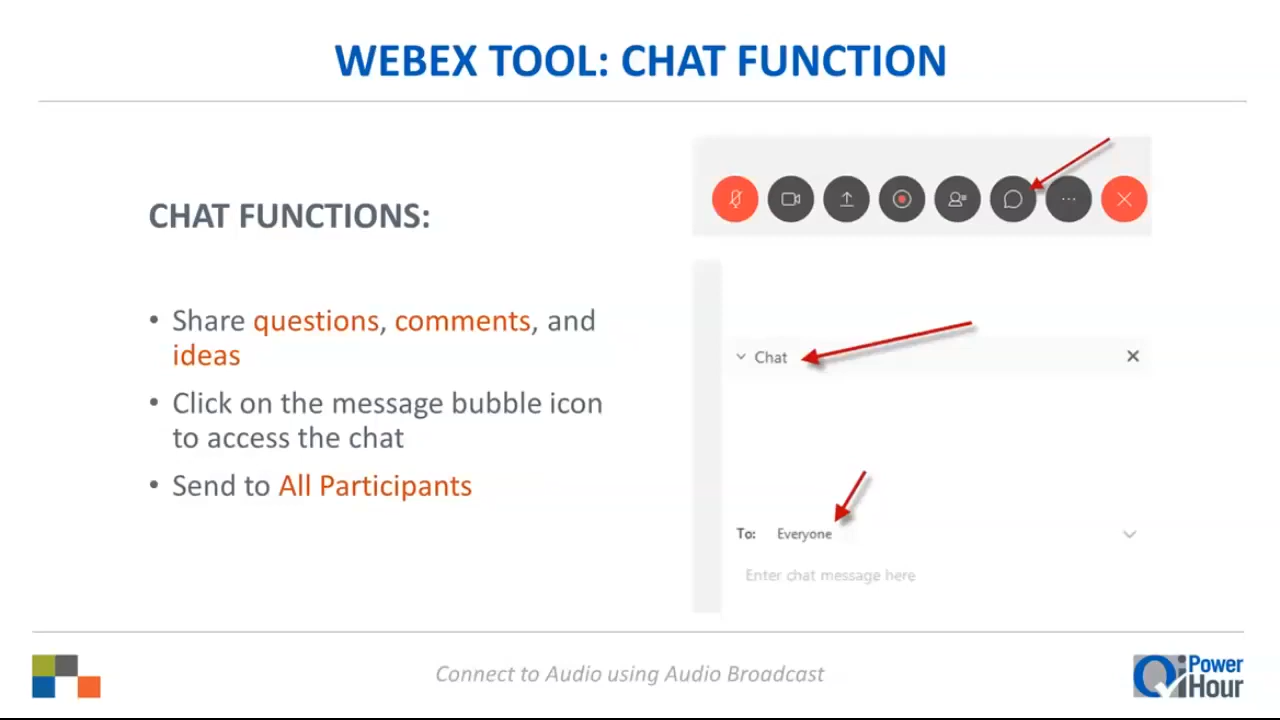 WEBEX TOOL: CHAT FUNCTION
CHAT FUNCTIONS:
• Share questions, comments, and
ideas
• Click on the message bubble icon
to access the chat
• Send to All Participants
Chat
To: Everyone
Enter chat message here
Connect to Audio using Audio Broadcast
Qi Power
Hour